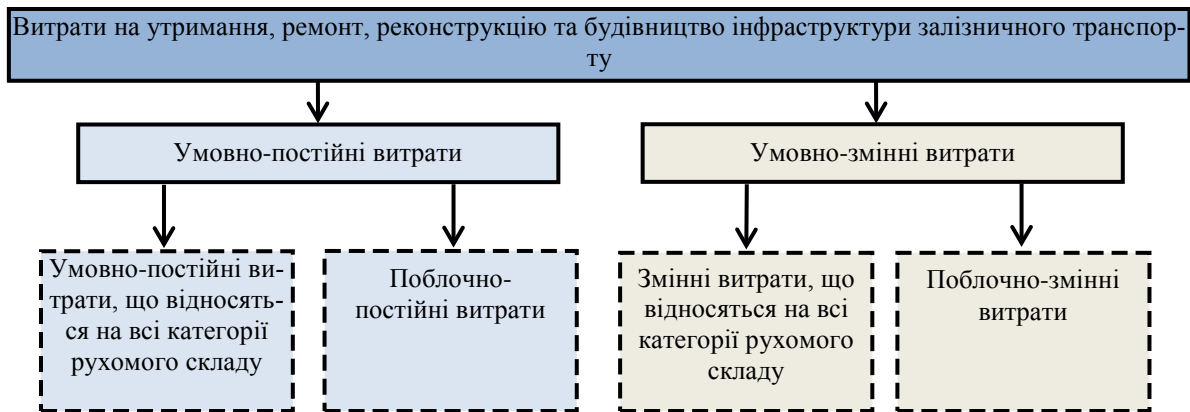 Витрати на утримання, ремонт, реконструкцію та будівництво інфраструктури залізничного транспор-
ту
Умовно-постійні витрати
Умовно-змінні витрати
Умовно-постійні ви-
трати, що відносять-
ся на всі категорії
рухомого складу
Поблочно-
постійні витрати
Змінні витрати, що
відносяться на всі
категорії рухомого
складу
Поблочно-змінні
витрати